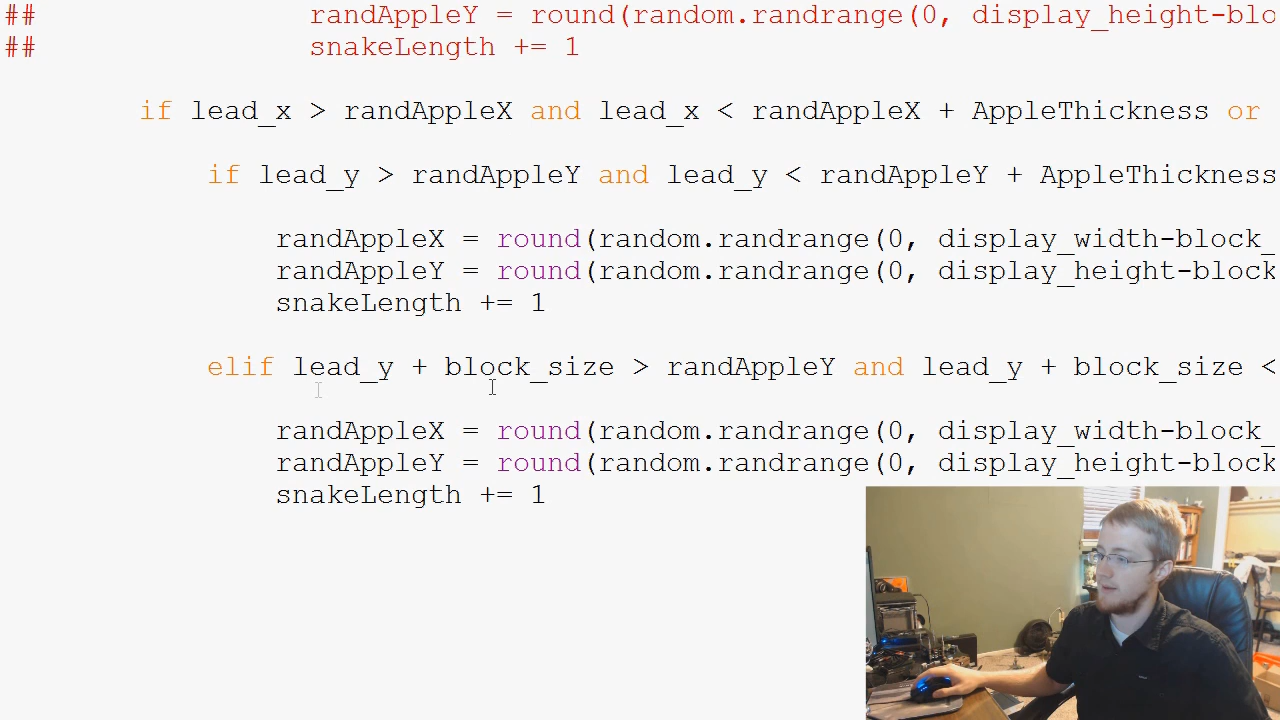 ## randAppleY = round(random.randrange(0, display_height-blo
## snakeLength += 1
if lead_x > randAppleX and lead_x < randAppleX + AppleThickness or
if lead_y > randAppleY and lead_y < randAppleY + AppleThickness
randAppleX = round(random.randrange(0, display_width-block_
randAppleY = round(random.randrange(0, display_height-block
snakeLength += 1
elif lead_y + block_size > randAppleY and lead_y + block_size <
randAppleX = round(random.randrange(0, display_width-block_
randAppleY = round(random.randrange(0, display_height-block
snakeLength += 1